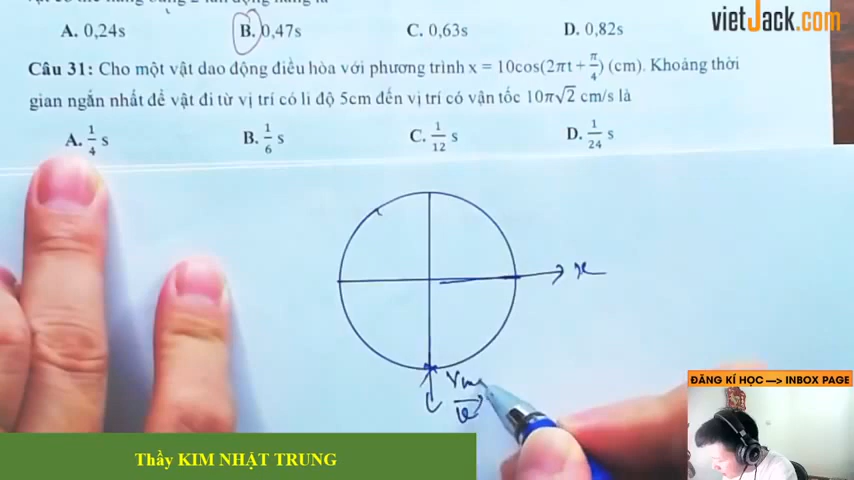 vietJack.com
A. 0,24s B. 0,47s C. 0,63s D. 0,82s
Câu 31: Cho một vật dao động điều hòa với phương trình x = 10cos(2πt + π/4) (cm). Khoảng thời
gian ngắn nhất để vật đi từ vị trí có li độ 5cm đến vị trí có vận tốc 10π√2 cm/s là
A. 1/4 s B. 1/6 s C. 1/12 s D. 1/24 s
x
ĐĂNG KÍ HỌC —> INBOX PAGE
Thầy KIM NHẬT TRUNG